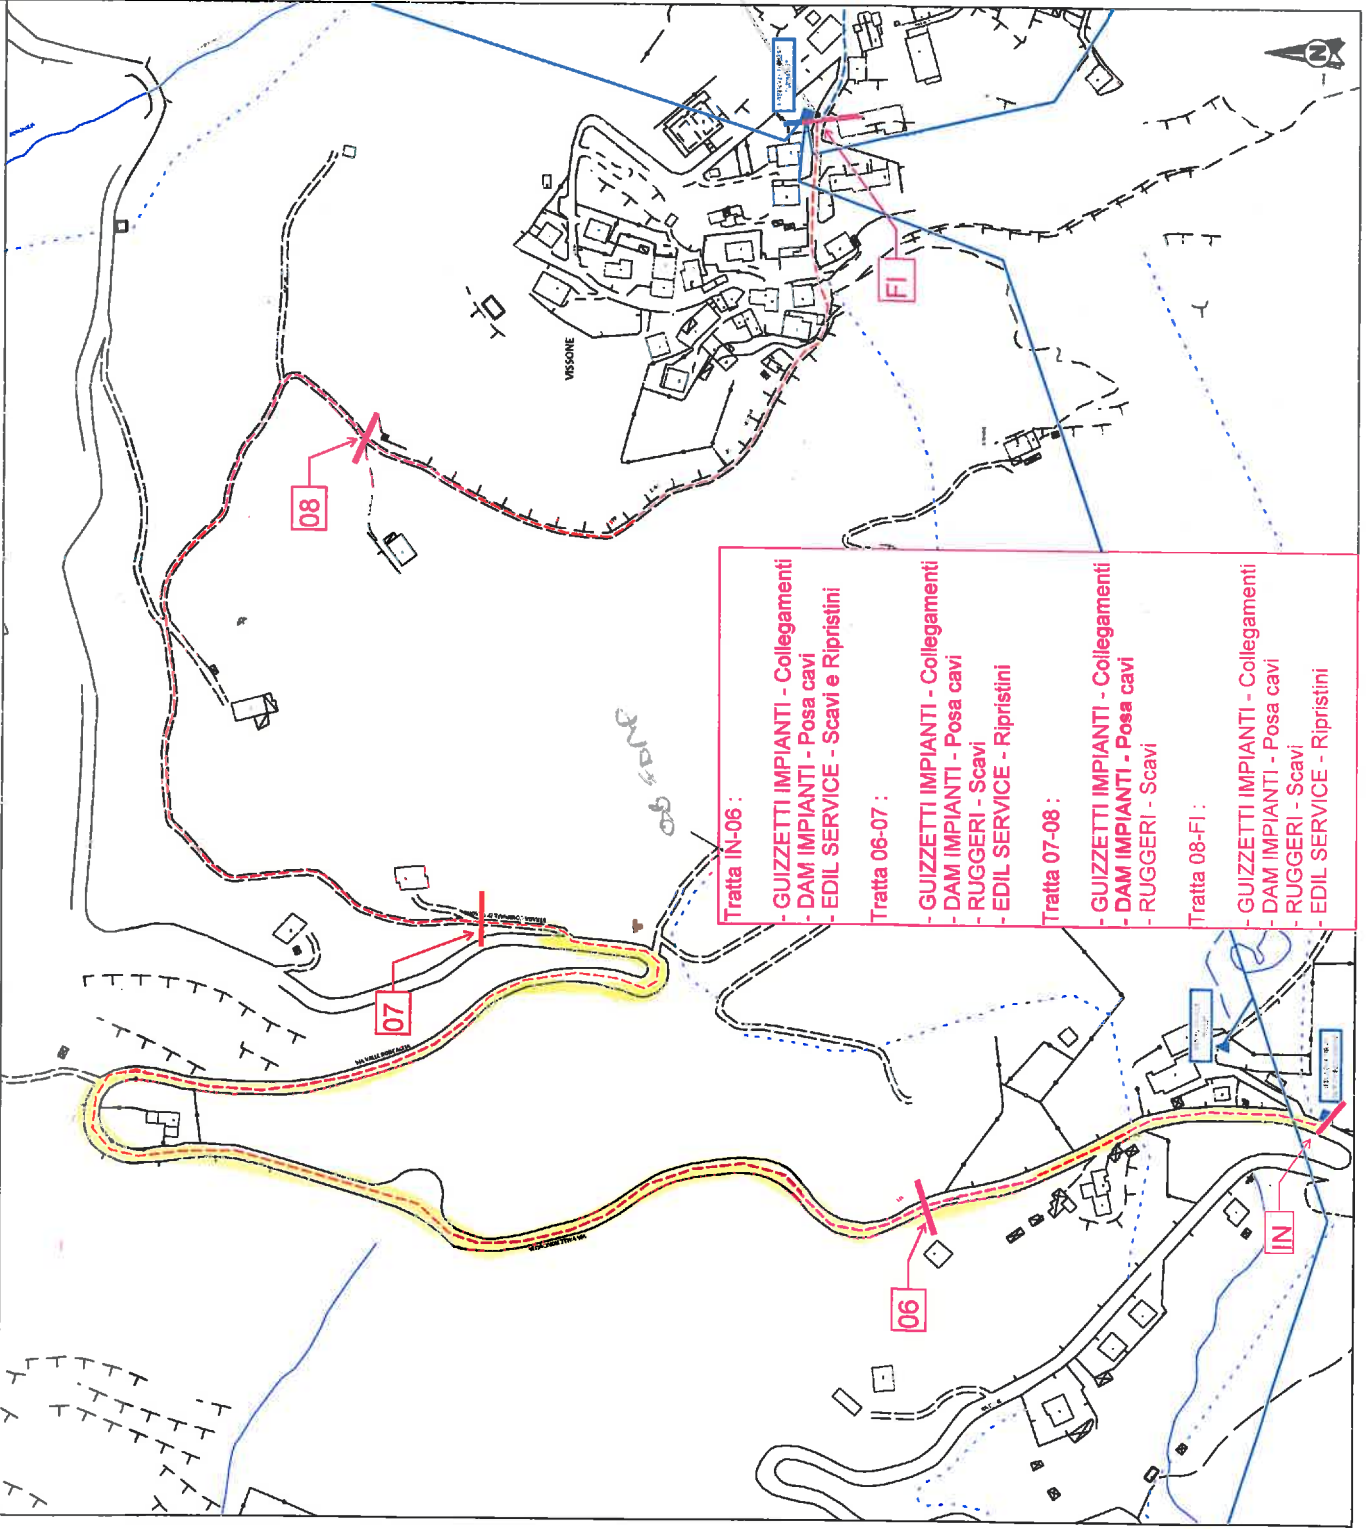 VISSONE
08
07
06
FI
IN
N
Tratta IN-06 :
- GUIZZETTI IMPIANTI - Collegamenti
- DAM IMPIANTI - Posa cavi
- EDIL SERVICE - Scavi e Ripristini
Tratta 06-07 :
- GUIZZETTI IMPIANTI - Collegamenti
- DAM IMPIANTI - Posa cavi
- RUGGERI - Scavi
- EDIL SERVICE - Ripristini
Tratta 07-08 :
- GUIZZETTI IMPIANTI - Collegamenti
- DAM IMPIANTI - Posa cavi
- RUGGERI - Scavi
Tratta 08-FI :
- GUIZZETTI IMPIANTI - Collegamenti
- DAM IMPIANTI - Posa cavi
- RUGGERI - Scavi
- EDIL SERVICE - Ripristini